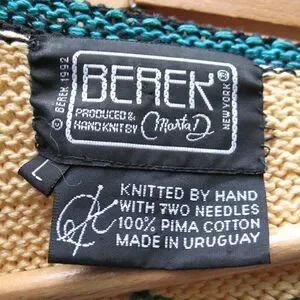 © BEREK 1992
BEREK
PRODUCED &
HAND KNIT BY Marta D
NEW YORK
L
KNITTED BY HAND
WITH TWO NEEDLES
100% PIMA COTTON
MADE IN URUGUAY